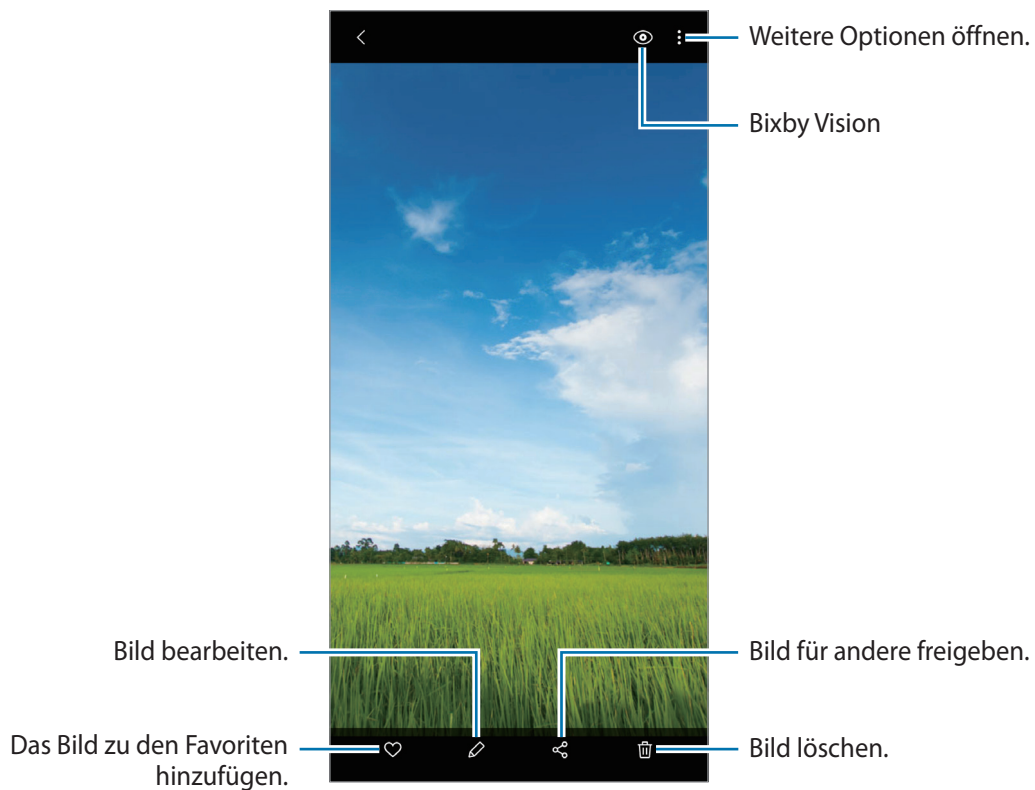 Weitere Optionen öffnen.
Bixby Vision
Bild bearbeiten.
Bild für andere freigeben.
Das Bild zu den Favoriten
hinzufügen.
Bild löschen.